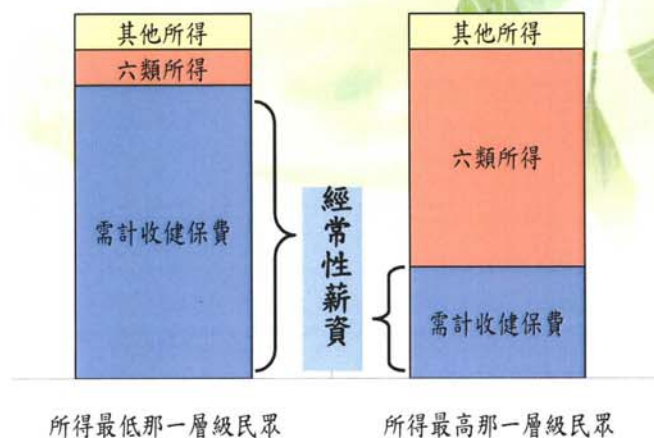 其他所得
六類所得
需計收健保費
經常性薪資
其他所得
六類所得
需計收健保費
所得最低那一層級民眾
所得最高那一層級民眾